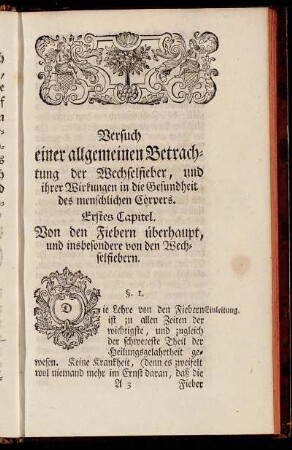 Versuch
einer allgemeinen Betrach-
tung der Wechselfieber, und
ihrer Wirkungen in die Gesundheit
des menschlichen Cörpers.
Erstes Capitel.
Von den Fiebern überhaupt,
und insbesondere von den Wech-
selfiebern.
§. 1.
Die Lehre von den Fiebern Einleitung.
ist zu allen Zeiten der
wichtigste, und zugleich
der schwereste Theil der
Heilungsgelahrtheit ge-
wesen. Keine Krankheit, (denn es zweifelt
wol niemand mehr im Ernst daran, daß die
A 3 Fieber